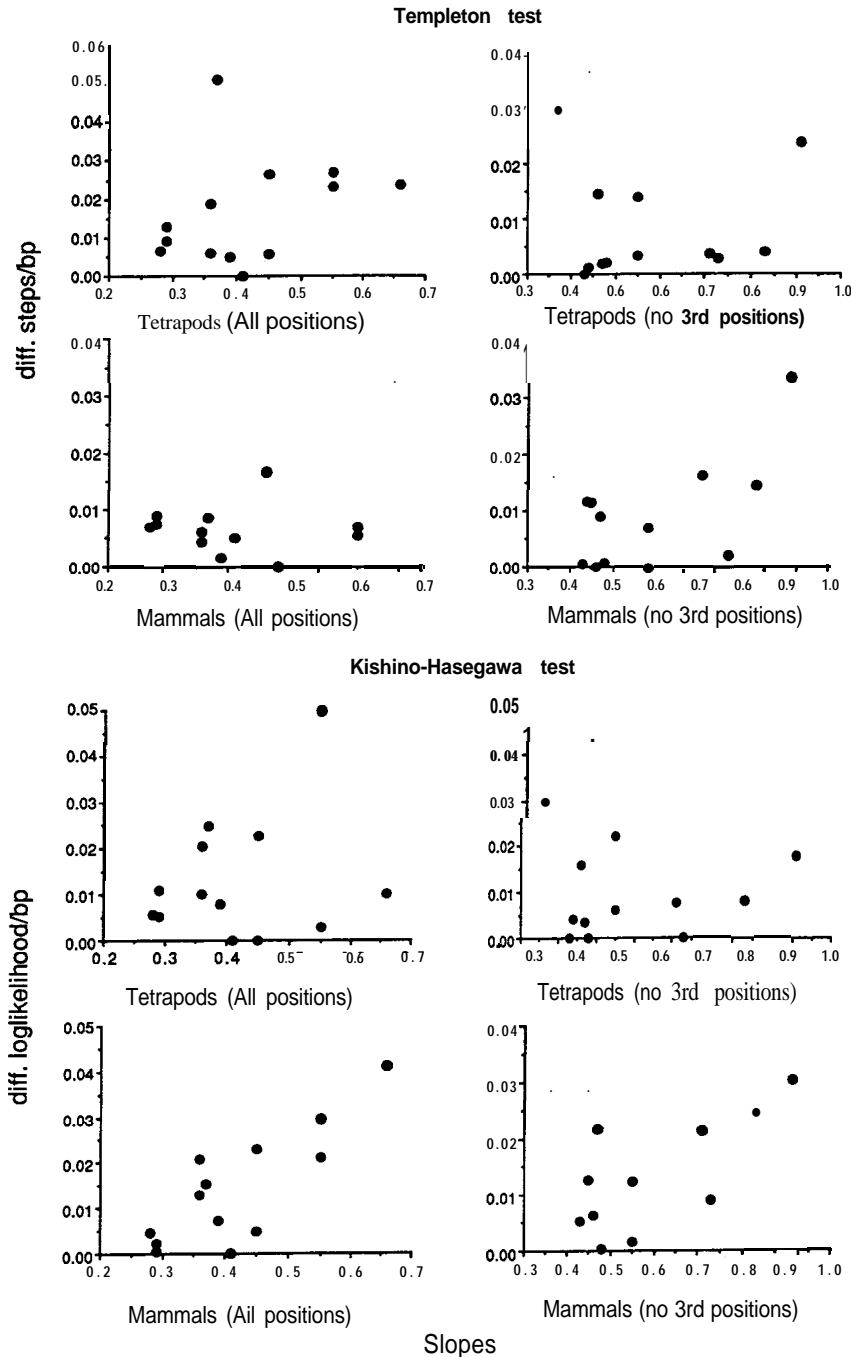 Templeton test
0.06
0.05
0.04
0.03
0.02
0.01
0.00
0.2 0.3 0.4 0.5 0.6 0.7
Tetrapods (All positions)
0.04
0.03
0.02
0.01
0.00
0.3 0.4 0.6 0.6 0.7 0.6 0.9 1.0
Tetrapods (no 3rd positions)
diff. steps/bp
0.04
0.03
0.02
0.01
0.00
0.2 0.3 0.4 0.5 0.6 0.7
Mammals (All positions)
0.04
0.03
0.02
0.01
0.00
0.3 0.4 0.5 0.6 0.7 0.6 0.9 1.0
Mammals (no 3rd positions)
Kishino-Hasegawa test
0.05
0.04
0.03
0.02
0.01
0.00
0.2 0.3 0.4 0.5 0.6 0.7
Tetrapods (All positions)
0.05
0.04
0.03
0.02
0.01
0.00
0.3 0.4 0.5 0.6 0.7 0.8 0.9 1.0
Tetrapods (no 3rd positions)
diff. loglikelihood/bp
0.05
0.04
0.03
0.02
0.01
0.00
0.2 0.3 0.4 0.5 0.6 0.7
Mammals (Ail positions)
0.04
0.03
0.02
0.01
0.00
0.3 0.4 0.5 0.6 0.7 0.8 0.9 1.0
Mammals (no 3rd positions)
Slopes